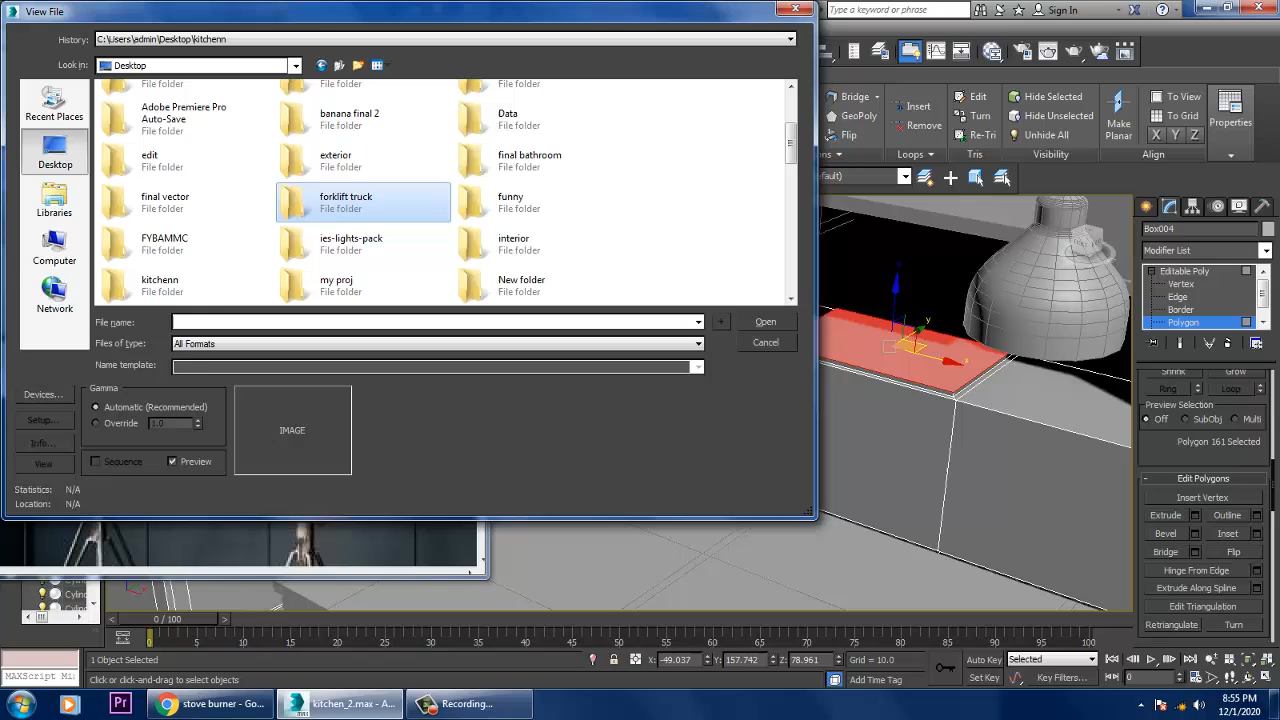 View File
Type a keyword or phrase
Sign In
History:
C:\Users\admin\Desktop\kitchenn
Look in:
Desktop
Recent Places
Desktop
Libraries
Computer
Network
File folder
File folder
File folder
Adobe Premiere Pro
Auto-Save
File folder
banana final 2
File folder
Data
File folder
edit
File folder
exterior
File folder
final bathroom
File folder
final vector
File folder
forklift truck
File folder
funny
File folder
FYBAMMC
File folder
ies-lights-pack
File folder
interior
File folder
kitchenn
File folder
my proj
File folder
New folder
File folder
File name:
Open
Files of type:
All Formats
Cancel
Name template:
Devices...
Setup...
Info...
View
Gamma
Automatic (Recommended)
Override
1.0
Sequence
Preview
IMAGE
Statistics: N/A
Location: N/A
Bridge
GeoPoly
Flip
Insert
Remove
Loops
Edit
Turn
Re-Tri
Tris
Hide Selected
Hide Unselected
Unhide All
Visibility
Make
Planar
To View
To Grid
X
Y
Z
Align
Properties
Box004
Modifier List
Editable Poly
Vertex
Edge
Border
Polygon
Shrink
Grow
Ring
Loop
Preview Selection
Off
SubObj
Multi
Polygon 161 Selected
Edit Polygons
Insert Vertex
Extrude
Outline
Bevel
Inset
Bridge
Flip
Hinge From Edge
Extrude Along Spline
Edit Triangulation
Retriangulate
Turn
0 / 100
0 5 10 15 20 25 30 35 40 45 50 55 60 65 70 75 80 85 90 95 100
1 Object Selected
X: -49.037
Y: 157.742
Z: 78.961
Grid = 10.0
Auto Key
Selected
MAXScript Mi
Click or click-and-drag to select objects
Add Time Tag
Set Key
Key Filters...
0
stove burner - Go...
kitchen_2.max - A...
Recording...
8:55 PM
12/1/2020